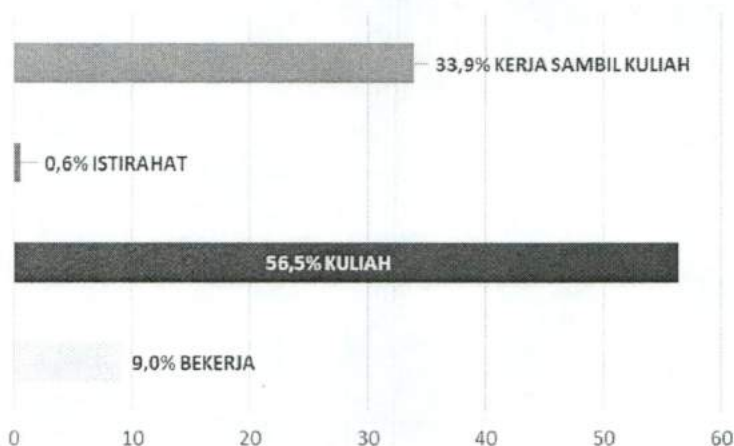 33,9% KERJA SAMBIL KULIAH
0,6% ISTIRAHAT
56,5% KULIAH
9,0% BEKERJA
0 10 20 30 40 50 60